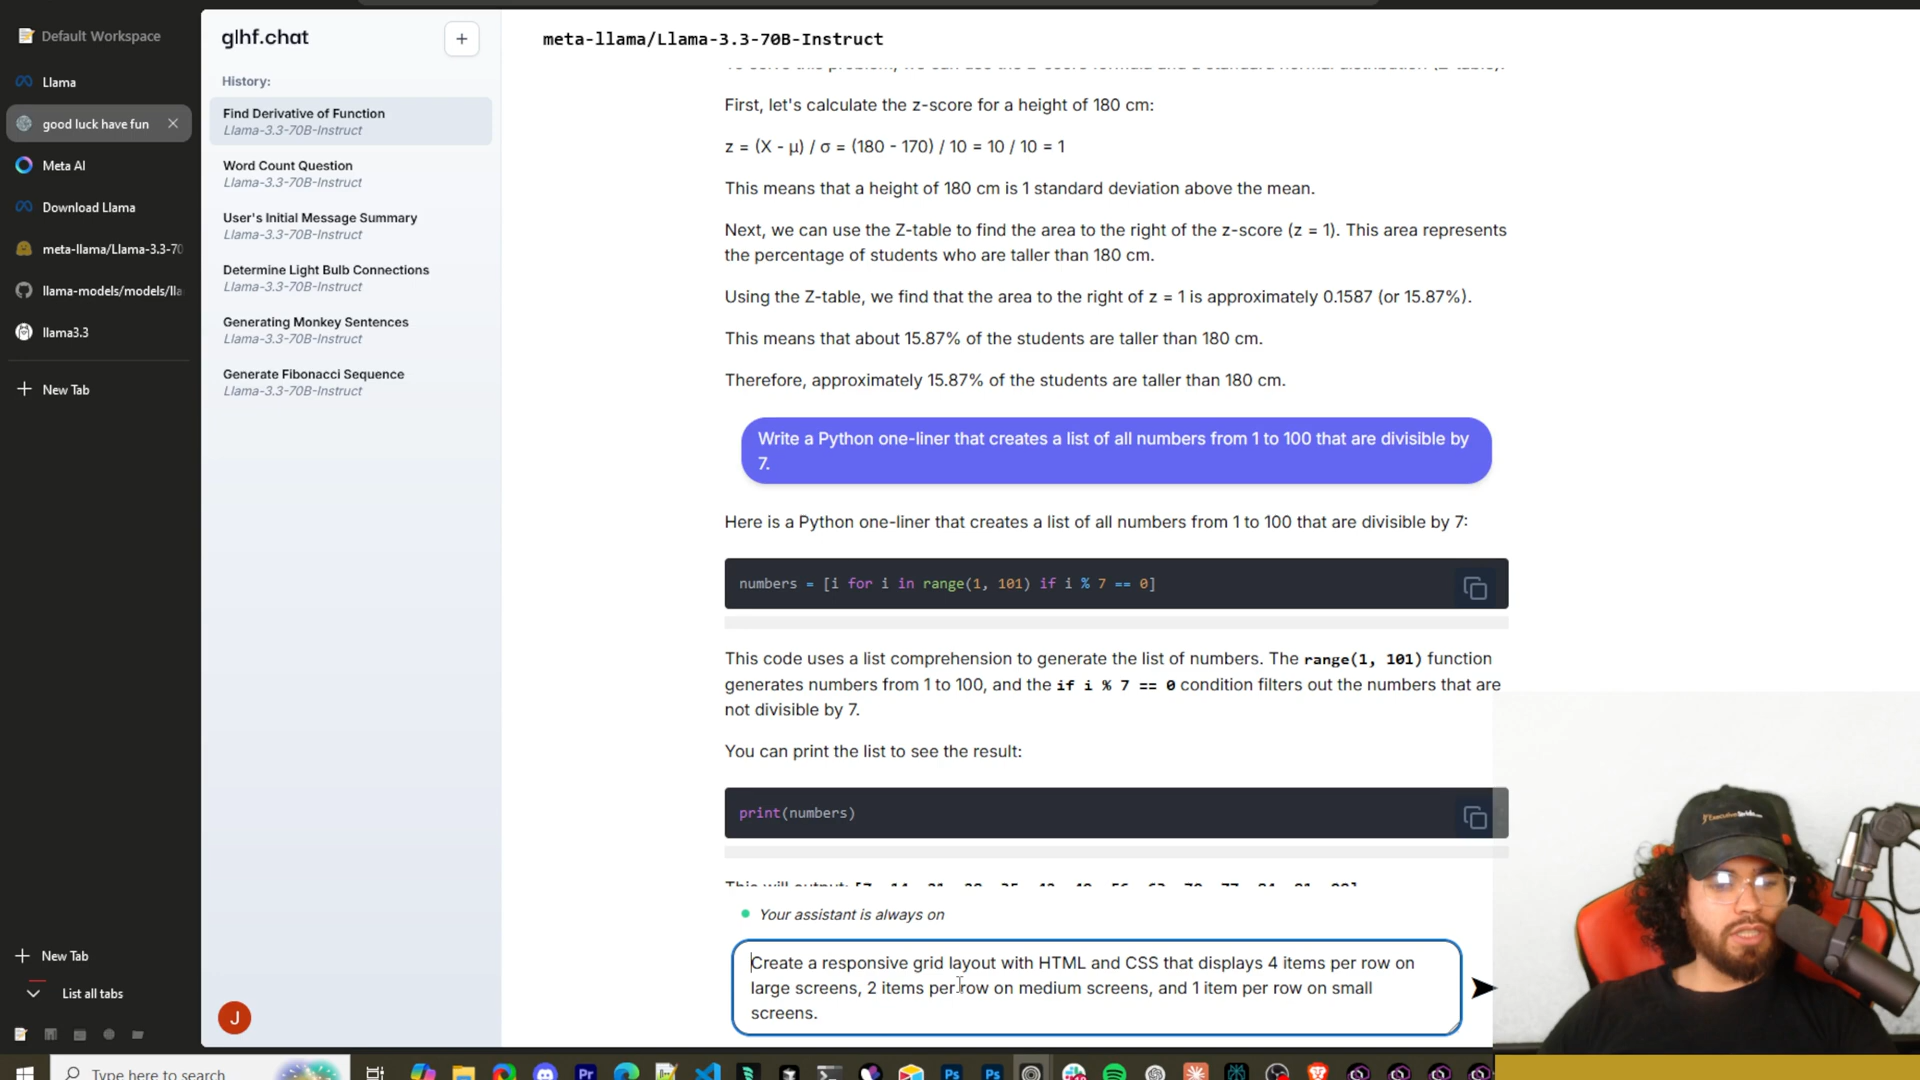 Default Workspace
Llama
good luck have fun
Meta AI
Download Llama
meta-llama/Llama-3.3-70
llama-models/models/lla
llama3.3
New Tab
New Tab
List all tabs
glhf.chat
+
History:
Find Derivative of Function
Llama-3.3-70B-Instruct
Word Count Question
Llama-3.3-70B-Instruct
User's Initial Message Summary
Llama-3.3-70B-Instruct
Determine Light Bulb Connections
Llama-3.3-70B-Instruct
Generating Monkey Sentences
Llama-3.3-70B-Instruct
Generate Fibonacci Sequence
Llama-3.3-70B-Instruct
J
meta-llama/Llama-3.3-70B-Instruct
First, let's calculate the z-score for a height of 180 cm:
z = (X - μ) / σ = (180 - 170) / 10 = 10 / 10 = 1
This means that a height of 180 cm is 1 standard deviation above the mean.
Next, we can use the Z-table to find the area to the right of the z-score (z = 1). This area represents
the percentage of students who are taller than 180 cm.
Using the Z-table, we find that the area to the right of z = 1 is approximately 0.1587 (or 15.87%).
This means that about 15.87% of the students are taller than 180 cm.
Therefore, approximately 15.87% of the students are taller than 180 cm.
Write a Python one-liner that creates a list of all numbers from 1 to 100 that are divisible by
7.
Here is a Python one-liner that creates a list of all numbers from 1 to 100 that are divisible by 7:
numbers = [i for i in range(1, 101) if i % 7 == 0]
This code uses a list comprehension to generate the list of numbers. The range(1, 101) function
generates numbers from 1 to 100, and the if i % 7 == 0 condition filters out the numbers that are
not divisible by 7.
You can print the list to see the result:
print(numbers)
This will output:
Your assistant is always on
Create a responsive grid layout with HTML and CSS that displays 4 items per row on
large screens, 2 items per row on medium screens, and 1 item per row on small
screens.
Type here to search
Pr
Ps
Ps